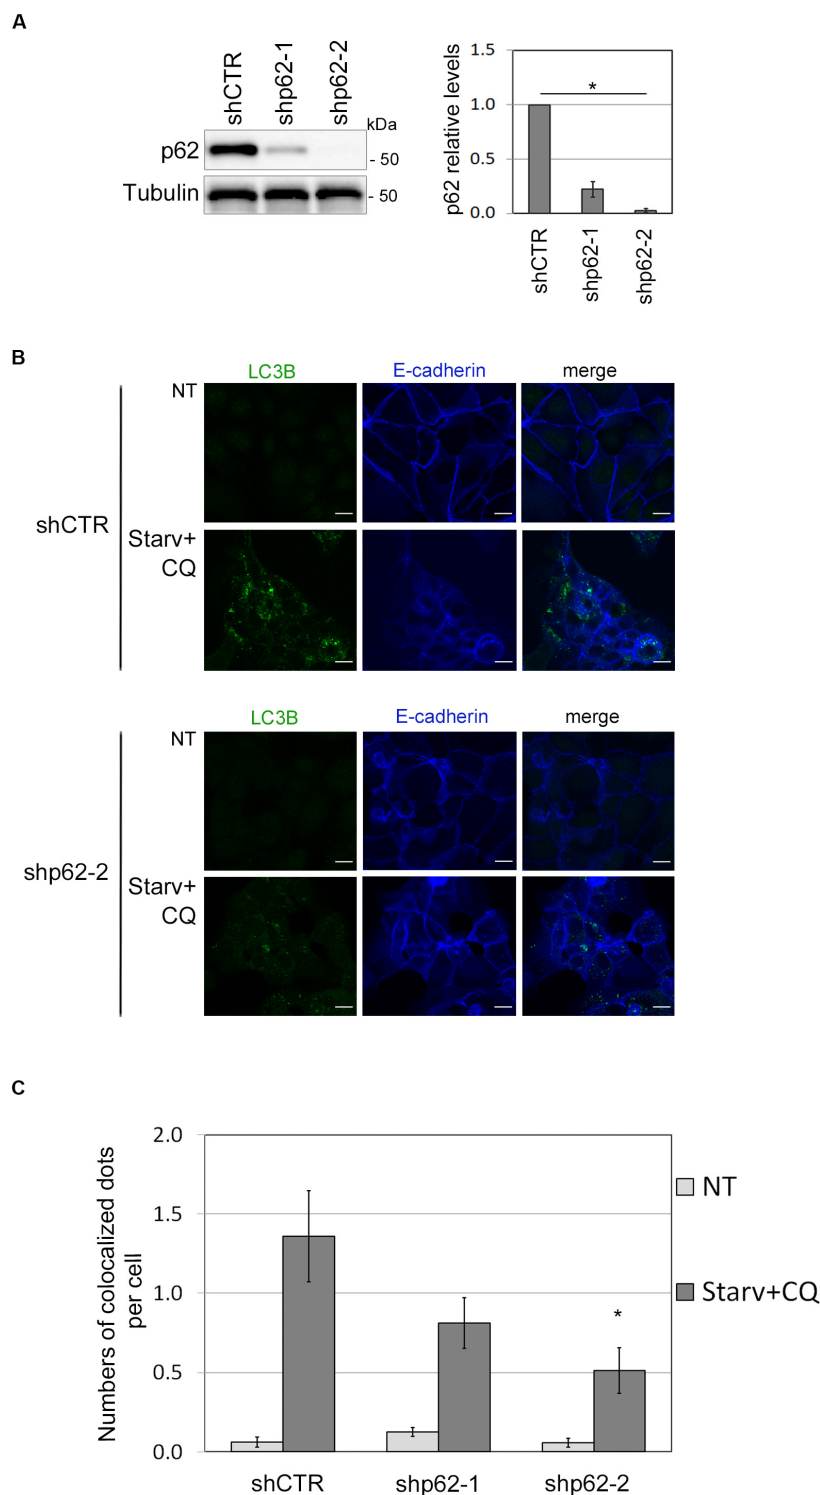 A
shCTR
shp62-1
shp62-2
kDa
p62
- 50
Tubulin
- 50
p62 relative levels
1.5
1.0
0.5
0.0
*
shCTR
shp62-1
shp62-2
B
LC3B E-cadherin merge
NT
shCTR
Starv+
CQ
LC3B E-cadherin merge
NT
shp62-2
Starv+
CQ
C
Numbers of colocalized dots
per cell
2.0
1.5
1.0
0.5
0.0
*
NT
Starv+CQ
shCTR shp62-1 shp62-2